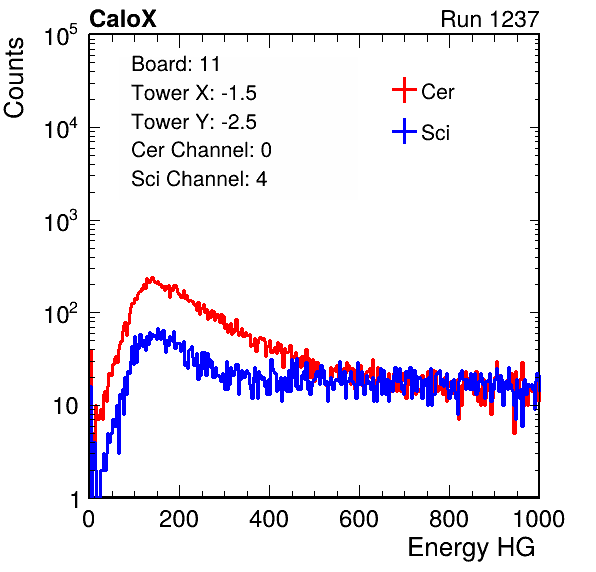 CaloX Run 1237
Counts
10^5
10^4
10^3
10^2
10
1
Board: 11
Tower X: -1.5
Tower Y: -2.5
Cer Channel: 0
Sci Channel: 4
Cer
Sci
0 200 400 600 800 1000
Energy HG